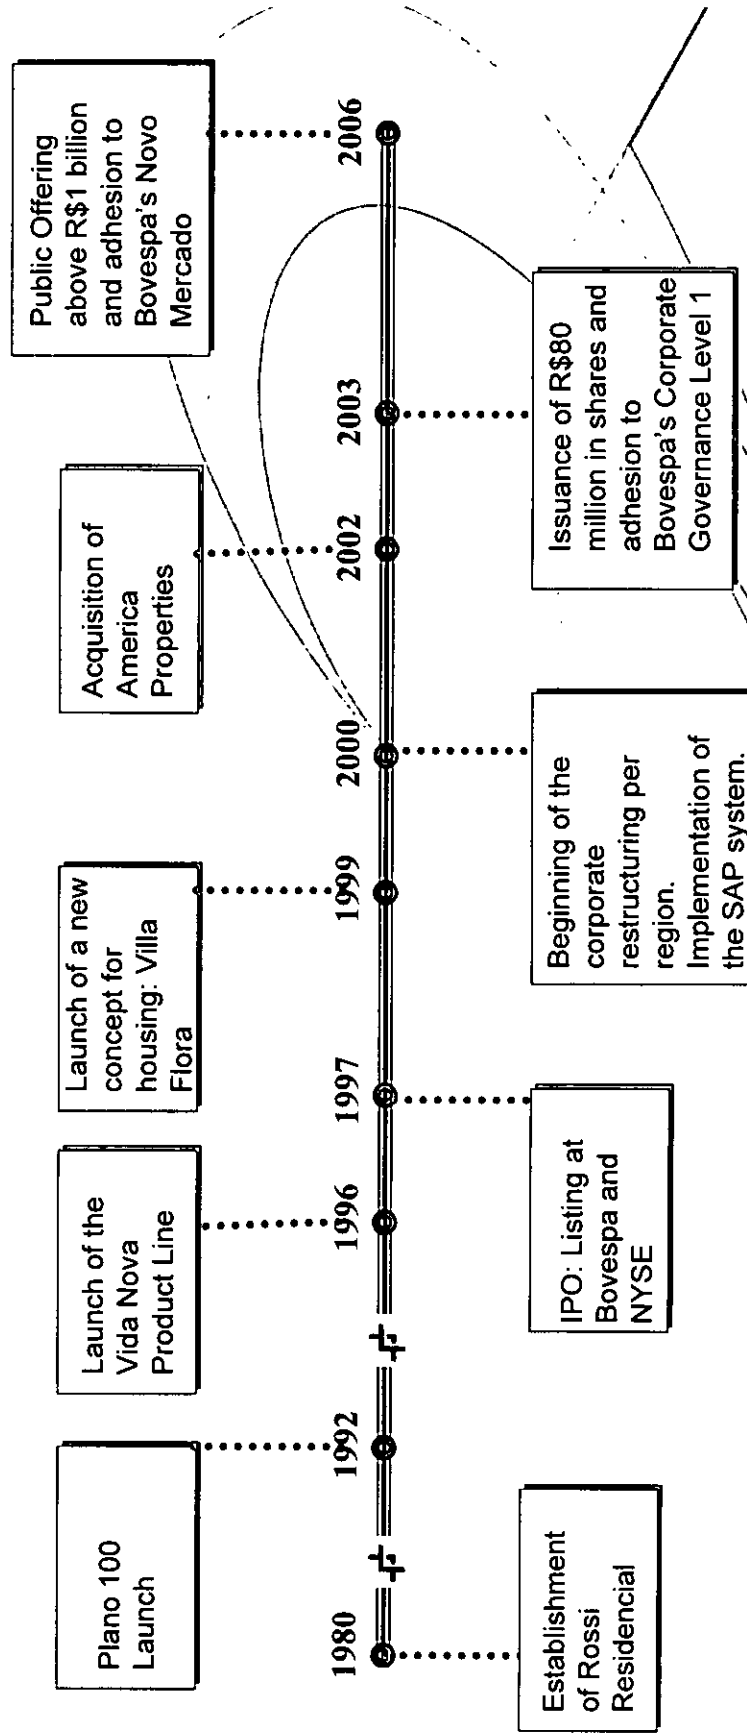 Plano 100
Launch
Launch of the
Vida Nova
Product Line
Launch of a new
concept for
housing: Villa
Flora
Acquisition of
America
Properties
Public Offering
above R$1 billion
and adhesion to
Bovespa's Novo
Mercado
1980
1992
1996
1997
1999
2000
2002
2003
2006
Establishment
of Rossi
Residencial
IPO: Listing at
Bovespa and
NYSE
Beginning of the
corporate
restructuring per
region.
Implementation of
the SAP system.
Issuance of R$80
million in shares and
adhesion to
Bovespa's Corporate
Governance Level 1